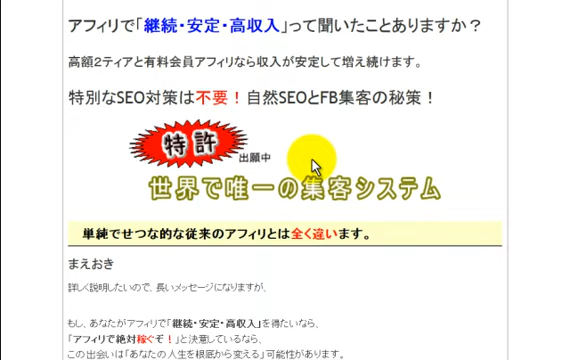 アフィリで「継続・安定・高収入」って聞いたことありますか？
高額２ティアと有料会員アフィリなら収入が安定して増え続けます。
特別なSEO対策は不要！自然SEOとFB集客の秘策！
特許
出願中
世界で唯一の集客システム
単純でせつな的な従来のアフィリとは全く違います。
まえおき
詳しく説明したいので、長いメッセージになりますが、
もし、あなたがアフィリで「継続・安定・高収入」を得たいなら、
「アフィリで絶対稼ぐぞ！」と決意しているなら、
この出会いは「あなたの人生を根底から変える」可能性があります。